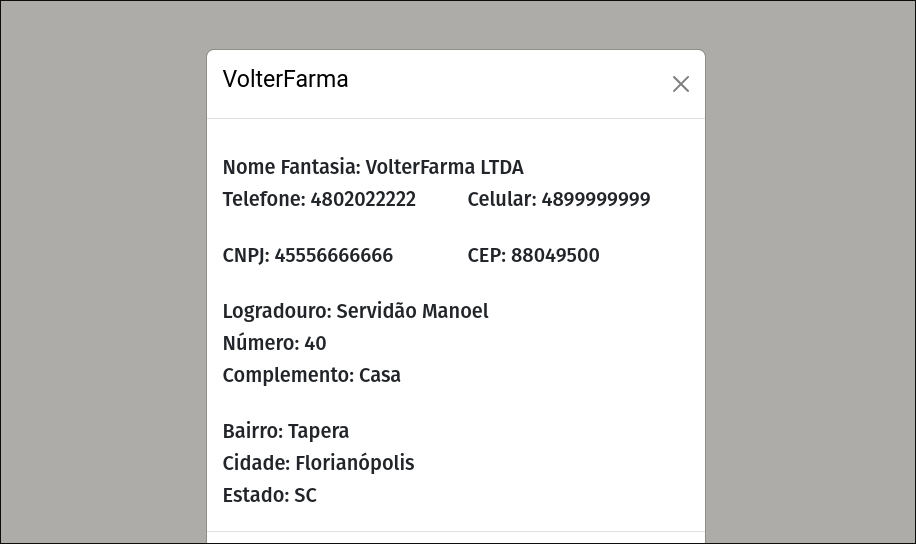 VolterFarma
Nome Fantasia: VolterFarma LTDA
Telefone: 4802022222 Celular: 4899999999
CNPJ: 45556666666 CEP: 88049500
Logradouro: Servidão Manoel
Número: 40
Complemento: Casa
Bairro: Tapera
Cidade: Florianópolis
Estado: SC